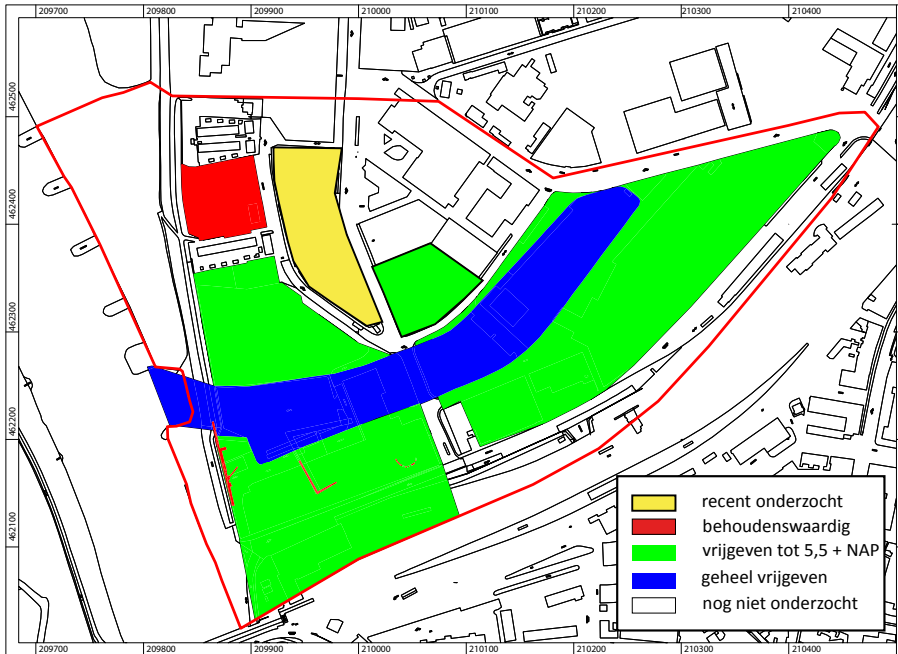 209700 209800 209900 210000 210100 210200 210300 210400
462500
462400
462300
462200
462100
recent onderzocht
behoudenswaardig
vrijgeven tot 5,5 + NAP
geheel vrijgeven
nog niet onderzocht
209700 209800 209900 210000 210100 210200 210300 210400